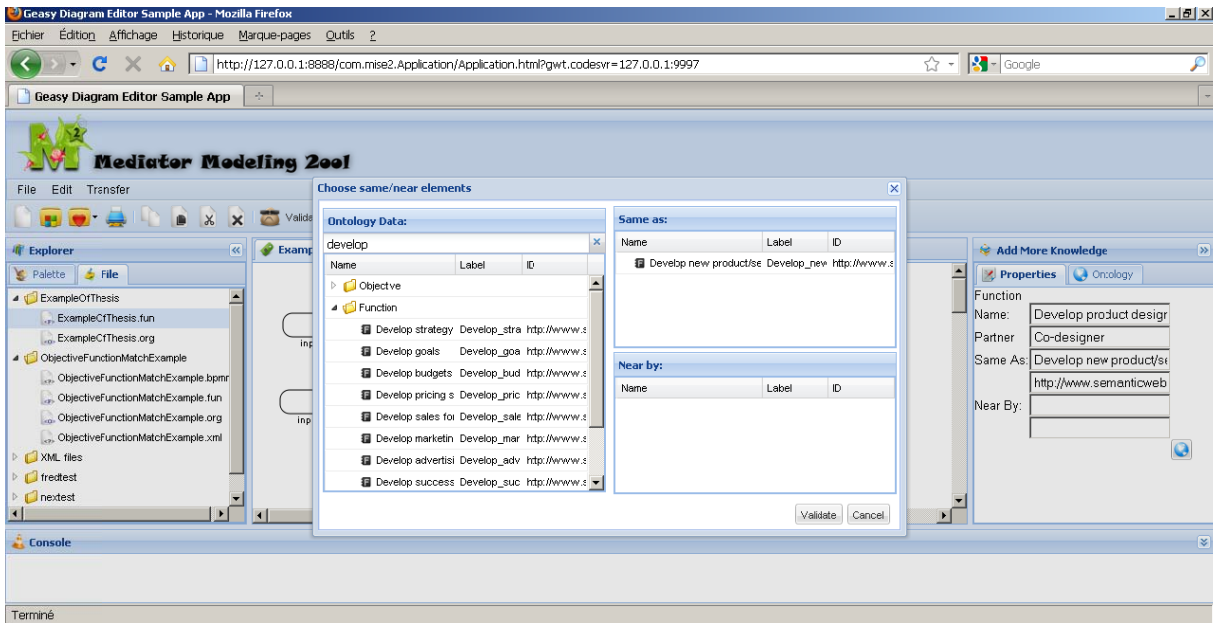 Geasy Diagram Editor Sample App - Mozilla Firefox
Fichier Édition Affichage Historique Marque-pages Outils ?
http://127.0.0.1:8888/com.mise2.Application/Application.html?gwt.codesvr=127.0.0.1:9997
Google
Geasy Diagram Editor Sample App
M2
Mediator Modeling 2ool
File Edit Transfer
Valida
Explorer
Palette File
ExampleOfThesis
ExampleOfThesis.fun
ExampleOfThesis.org
ObjectiveFunctionMatchExample
ObjectiveFunctionMatchExample.bpmn
ObjectiveFunctionMatchExample.fun
ObjectiveFunctionMatchExample.org
ObjectiveFunctionMatchExample.xml
XML files
fredtest
nextest
Examp
inp
inp
Choose same/near elements
Ontology Data:
develop
Name Label ID
Objective
Function
Develop strategy Develop_stra http://www.s
Develop goals Develop_goa http://www.s
Develop budgets Develop_bud http://www.s
Develop pricing s Develop_pric http://www.s
Develop sales for Develop_sale http://www.s
Develop marketin Develop_mar http://www.s
Develop advertisi Develop_adv http://www.s
Develop success Develop_suc http://www.s
Same as:
Name Label ID
Develop new product/se Develop_new http://www.s
Near by:
Name Label ID
Validate Cancel
Add More Knowledge
Properties Ontology
Function
Name: Develop product desigr
Partner Co-designer
Same As: Develop new product/se
http://www.semanticweb
Near By:
Console
Terminé